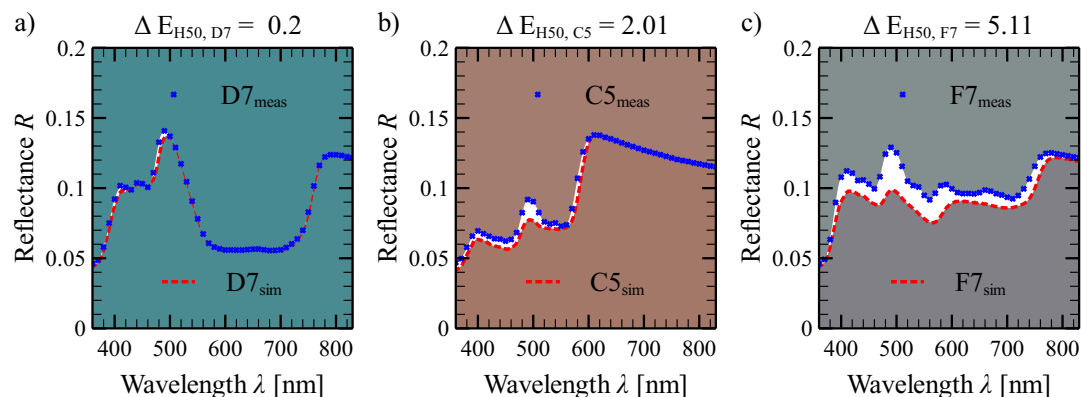 a) Δ E_H50, D7 = 0.2
b) Δ E_H50, C5 = 2.01
c) Δ E_H50, F7 = 5.11
Reflectance R
0.2
0.15
0.1
0.05
0
D7_meas
D7_sim
400 500 600 700 800
Wavelength λ [nm]
Reflectance R
0.2
0.15
0.1
0.05
0
C5_meas
C5_sim
400 500 600 700 800
Wavelength λ [nm]
Reflectance R
0.2
0.15
0.1
0.05
0
F7_meas
F7_sim
400 500 600 700 800
Wavelength λ [nm]